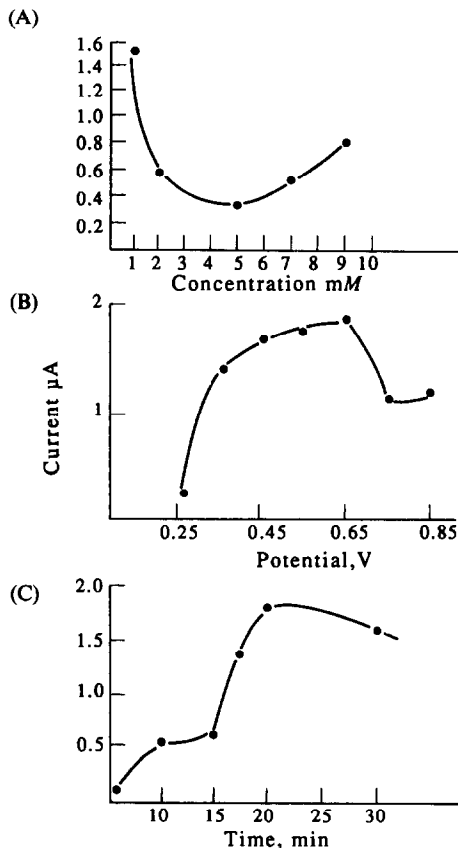 (A)
1.6
1.4
1.2
1.0
0.8
0.6
0.4
0.2
1 2 3 4 5 6 7 8 9 10
Concentration mM
(B)
2
1
Current µA
0.25 0.45 0.65 0.85
Potential,V
(C)
2.0
1.5
1.0
0.5
10 15 20 25 30
Time, min